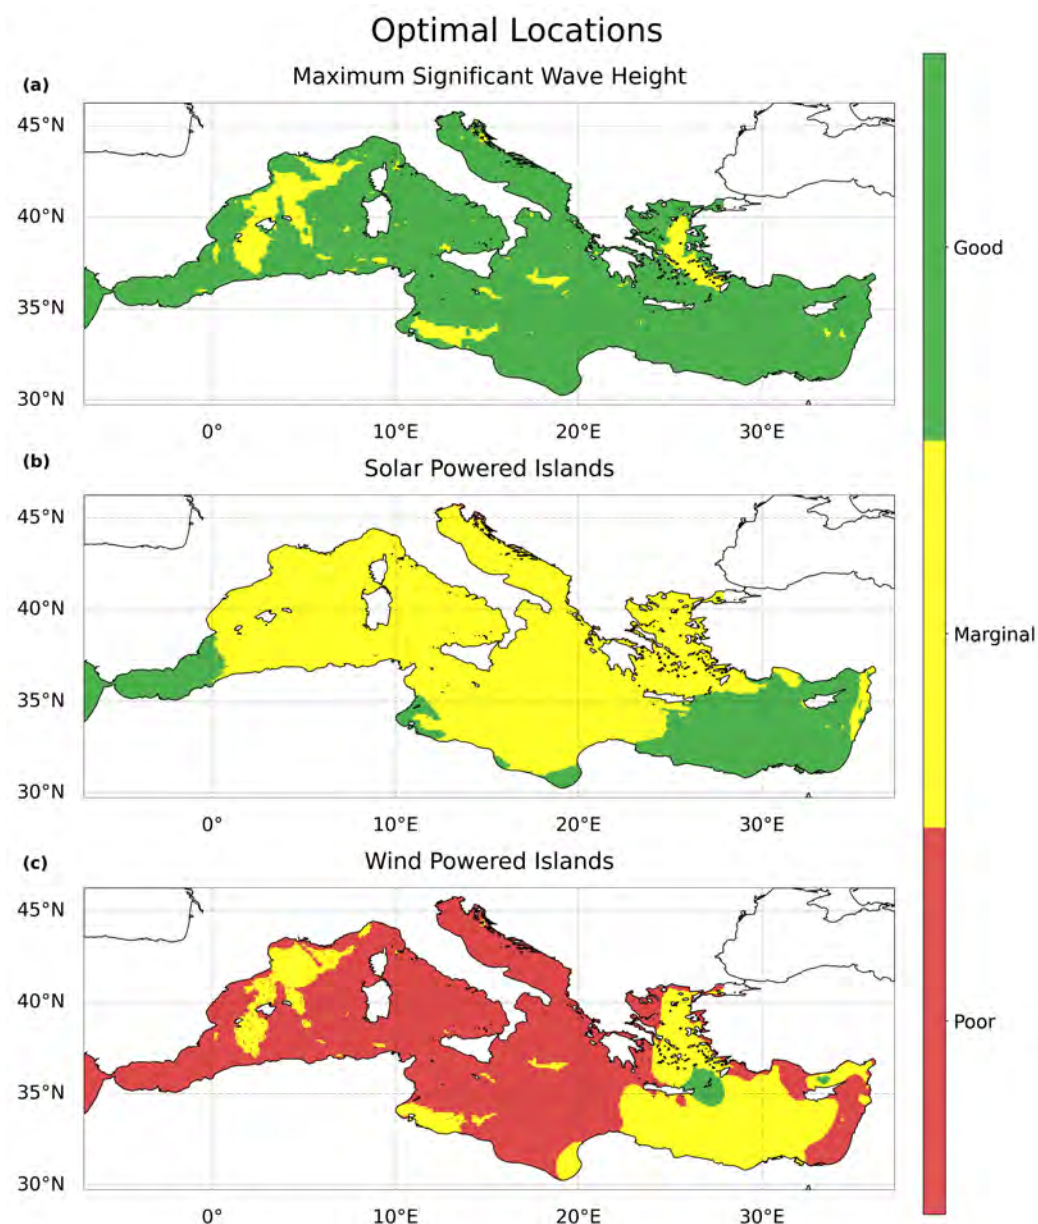 Optimal Locations
(a)
Maximum Significant Wave Height
45°N
40°N
35°N
30°N
0°
10°E
20°E
30°E
(b)
Solar Powered Islands
45°N
40°N
35°N
30°N
0°
10°E
20°E
30°E
(c)
Wind Powered Islands
45°N
40°N
35°N
30°N
0°
10°E
20°E
30°E
Good
Marginal
Poor